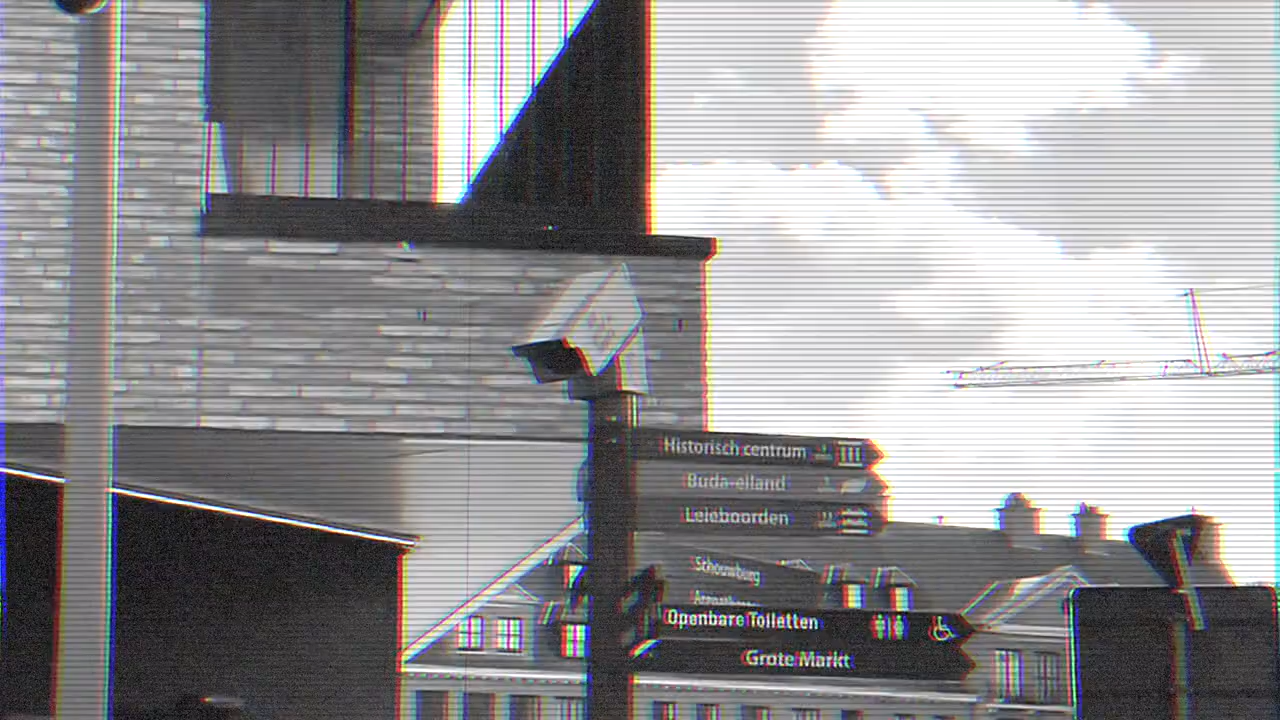 Historisch centrum
Buda-eiland
Leieboorden
Schouwburg
Openbare Toiletten
Grote Markt